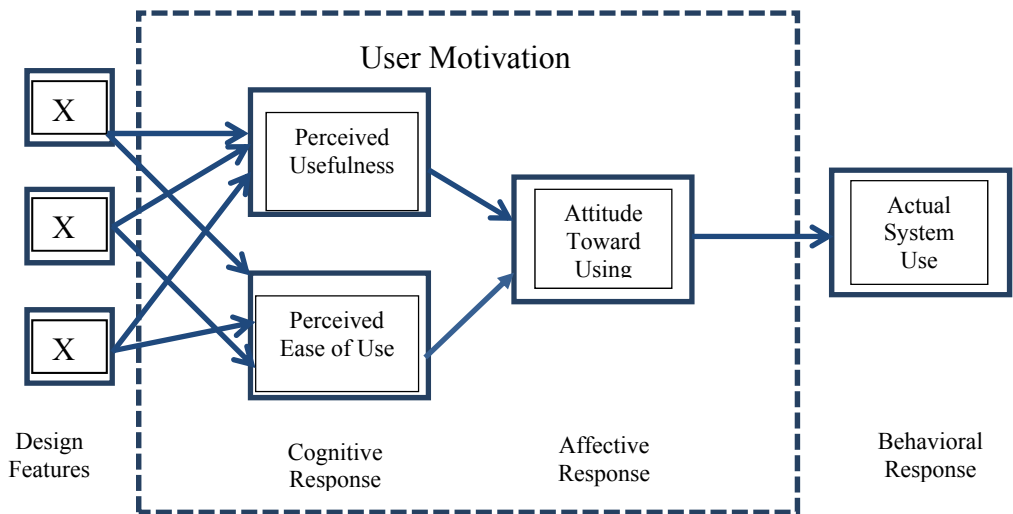 User Motivation
X
X
X
Perceived
Usefulness
Perceived
Ease of Use
Attitude
Toward
Using
Actual
System
Use
Design
Features
Cognitive
Response
Affective
Response
Behavioral
Response